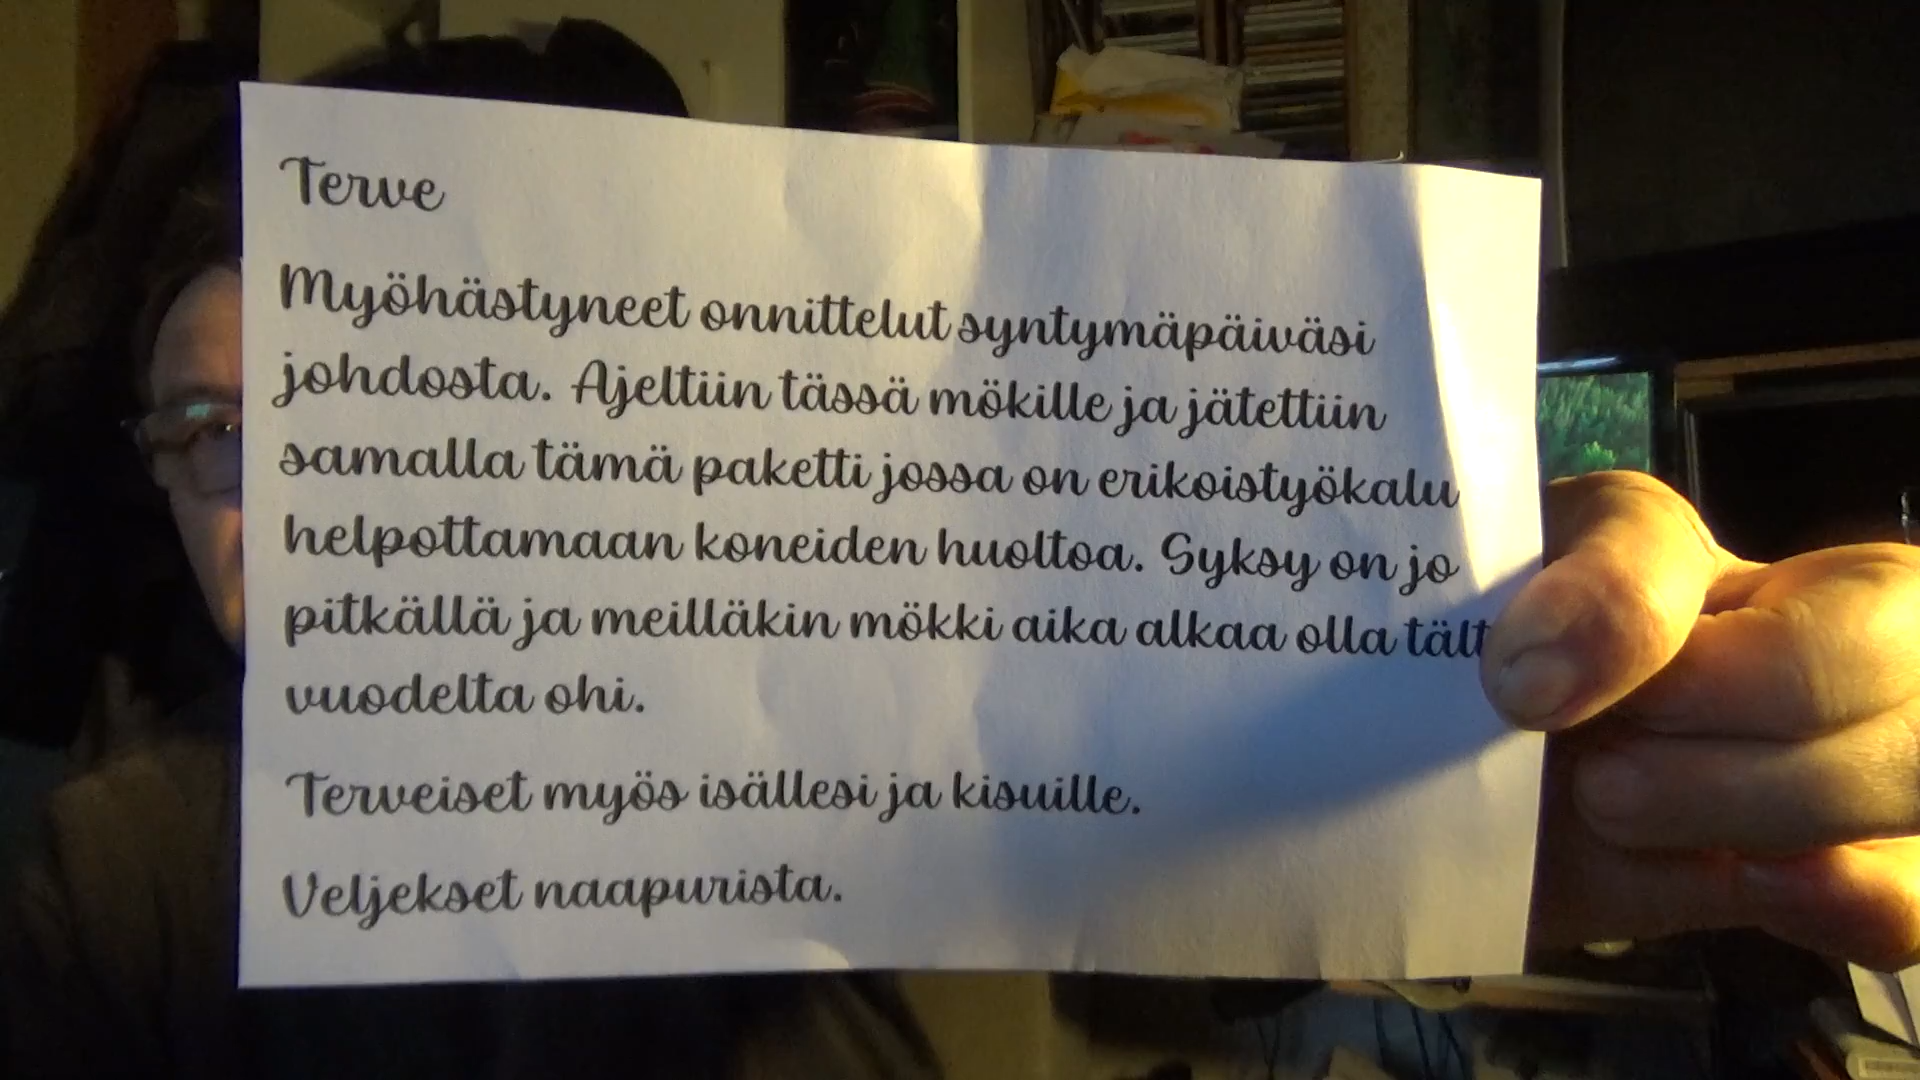 Terve
Myöhästyneet onnittelut syntymäpäiväsi
johdosta. Ajeltiin tässä mökille ja jätettiin
samalla tämä paketti jossa on erikoistyökalu
helpottamaan koneiden huoltoa. Syksy on jo
pitkällä ja meilläkin mökki aika alkaa olla tält
vuodelta ohi.
Terveiset myös isällesi ja kisuille.
Veljekset naapurista.